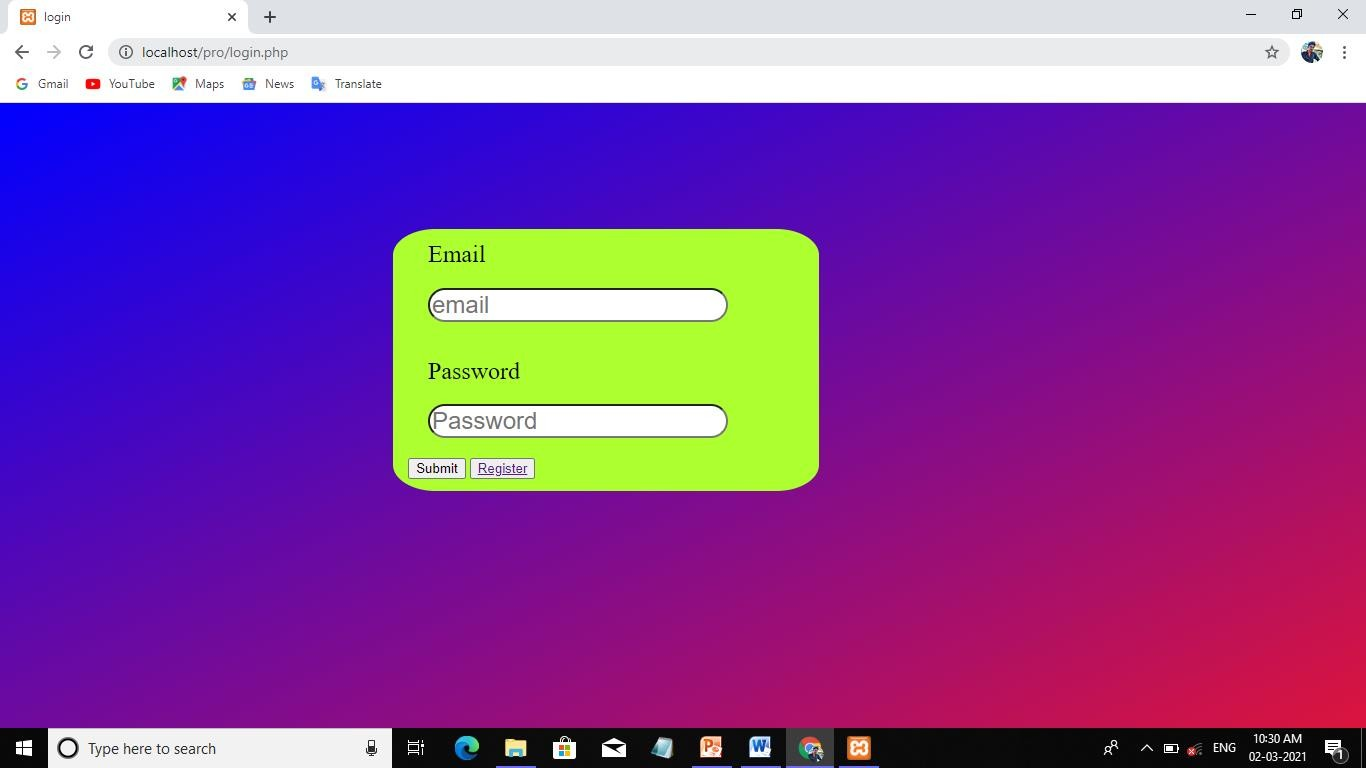 login
localhost/pro/login.php
Gmail YouTube Maps News Translate
Email
email
Password
Password
Submit Register
Type here to search
ENG
10:30 AM
02-03-2021
1